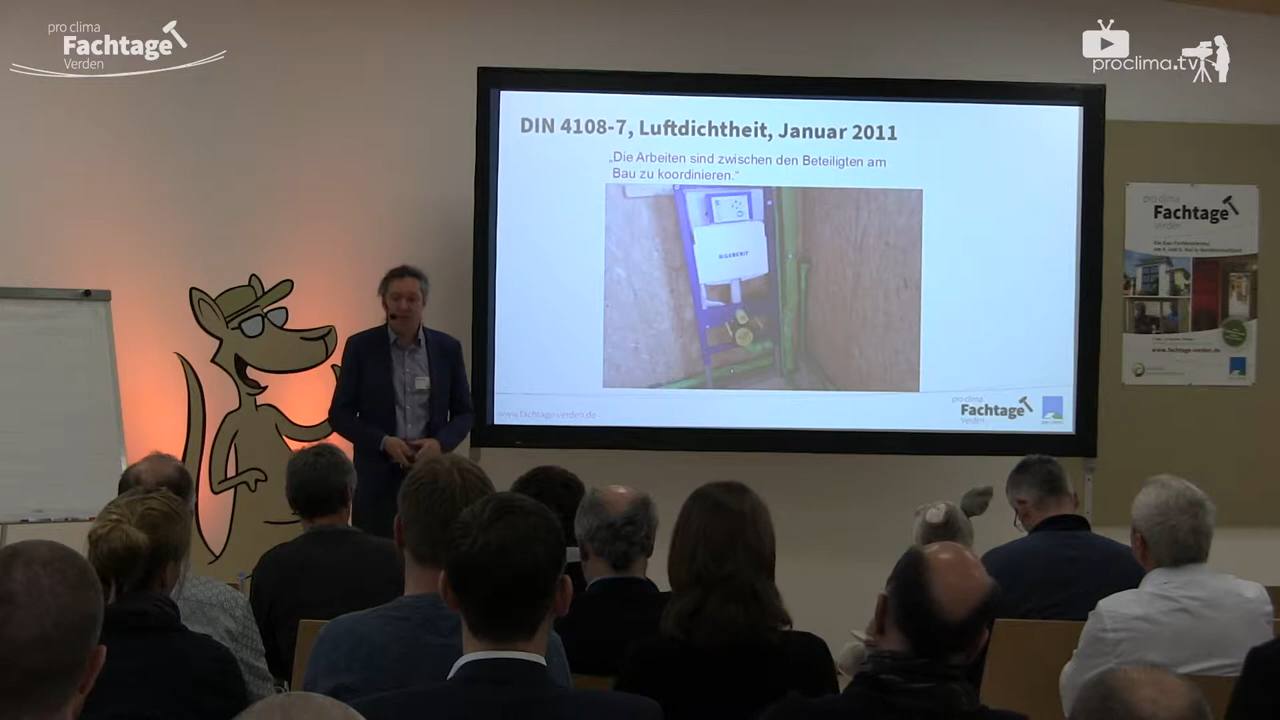 pro clima
Fachtage
Verden
proclima.tv
DIN 4108-7, Luftdichtheit, Januar 2011
„Die Arbeiten sind zwischen den Beteiligten am
Bau zu koordinieren.“
GEBERIT
www.fachtage-verden.de
pro clima
Fachtage
Verden
pro clima
Fachtage
Verden
www.fachtage-verden.de